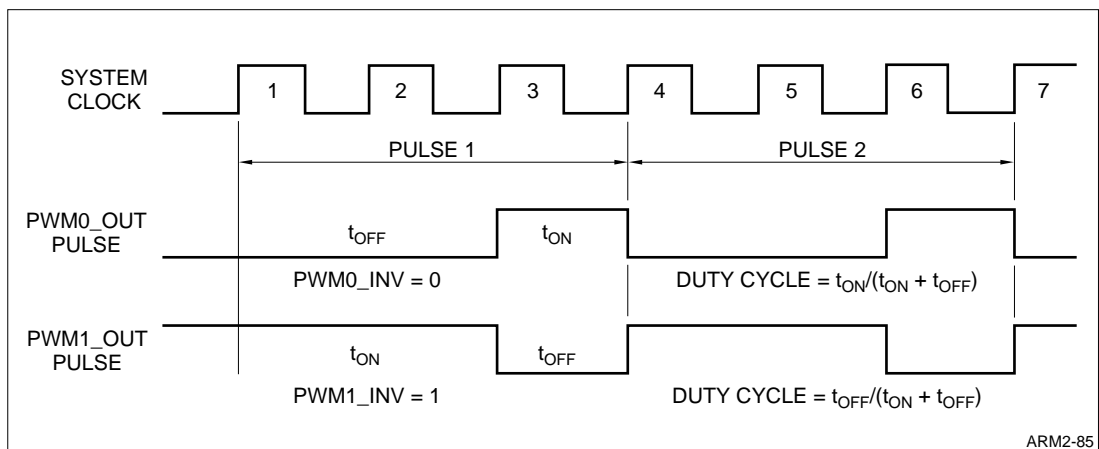 SYSTEM
CLOCK
1 2 3 4 5 6 7
PULSE 1 PULSE 2
PWM0_OUT
PULSE
tOFF tON
PWM0_INV = 0 DUTY CYCLE = tON/(tON + tOFF)
PWM1_OUT
PULSE
tON tOFF
PWM1_INV = 1 DUTY CYCLE = tOFF/(tON + tOFF)
ARM2-85